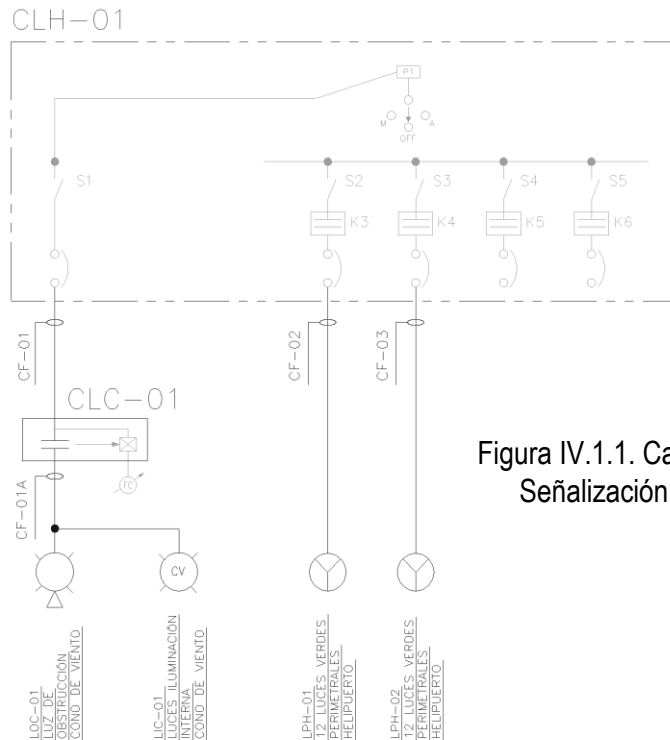 CLH-01
P1
M
A
OFF
S1
S2
S3
S4
S5
K3
K4
K5
K6
CF-01
CF-02
CF-03
CLC-01
FC
CF-01A
CV
Figura IV.1.1. Ca
Señalización
LOC-01
LUZ DE
OBSTRUCCIÓN
CONO DE VIENTO
LIC-01
LUCES ILUMINACIÓN
INTERNA
CONO DE VIENTO
LPH-01
12 LUCES VERDES
PERIMETRALES
HELIPUERTO
LPH-02
12 LUCES VERDES
PERIMETRALES
HELIPUERTO